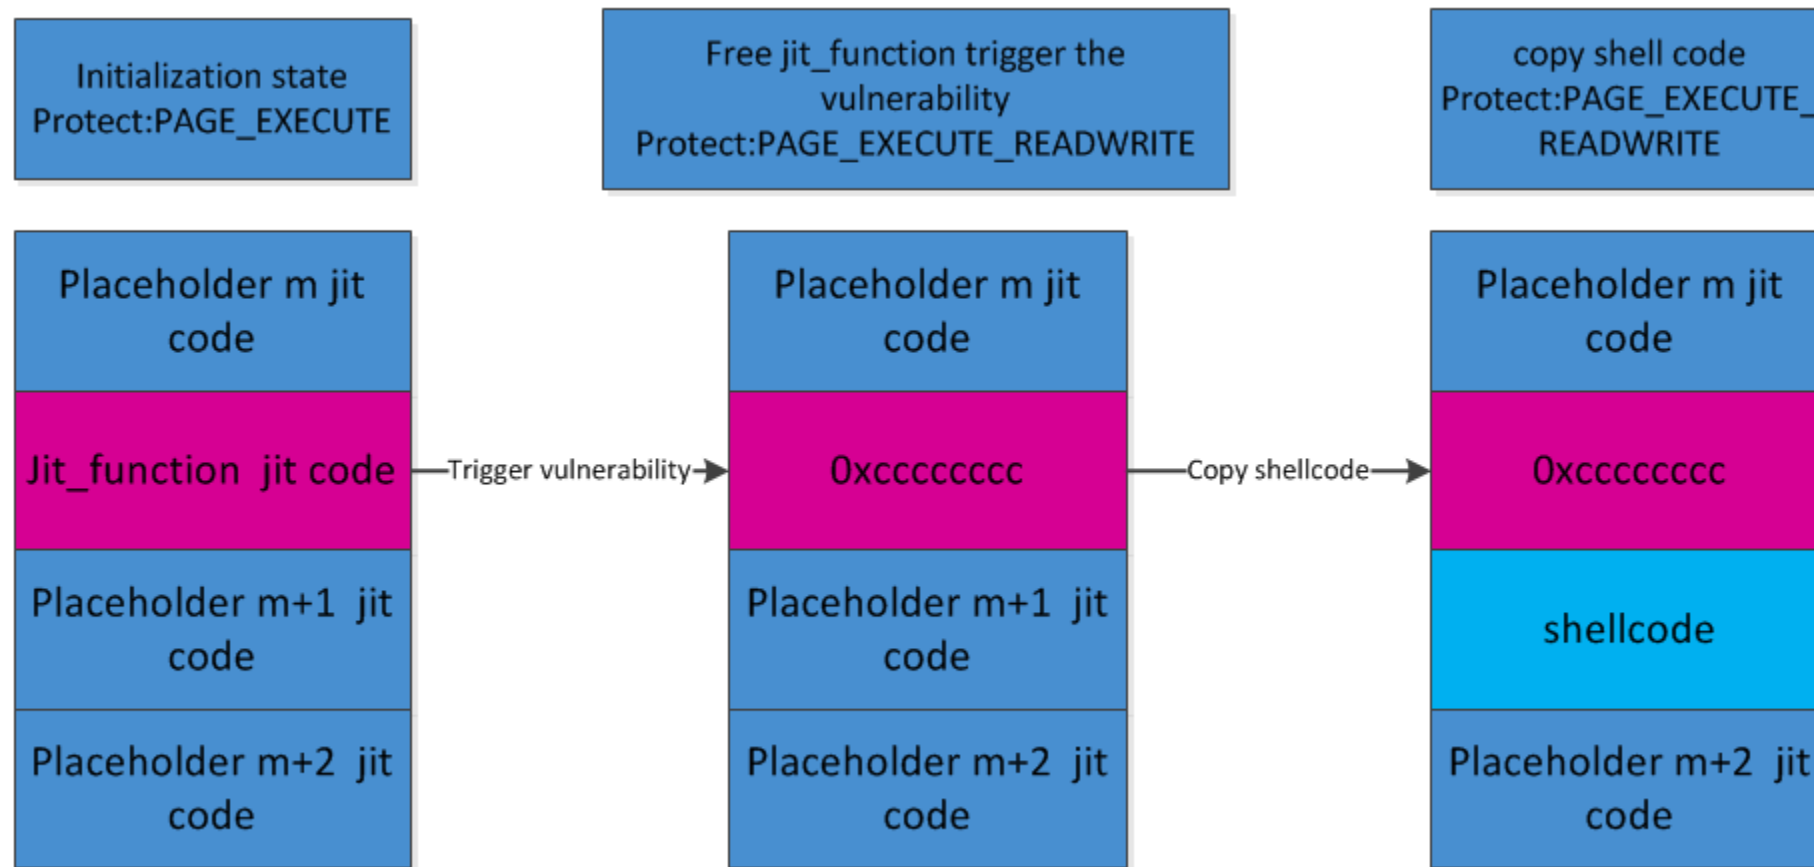 Initialization state
Protect:PAGE_EXECUTE
Free jit_function trigger the
vulnerability
Protect:PAGE_EXECUTE_READWRITE
copy shell code
Protect:PAGE_EXECUTE_
READWRITE
Placeholder m jit
code
Jit_function jit code
Placeholder m+1 jit
code
Placeholder m+2 jit
code
Trigger vulnerability
Placeholder m jit
code
0xcccccccc
Placeholder m+1 jit
code
Placeholder m+2 jit
code
Copy shellcode
Placeholder m jit
code
0xcccccccc
shellcode
Placeholder m+2 jit
code